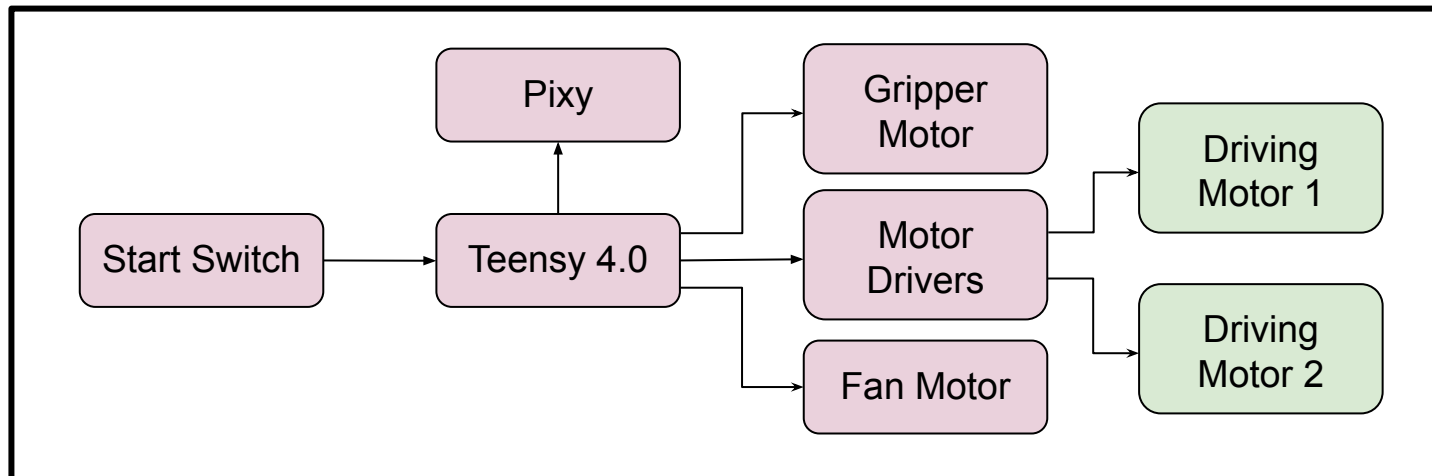 Pixy
Gripper
Motor
Driving
Motor 1
Start Switch
Teensy 4.0
Motor
Drivers
Driving
Motor 2
Fan Motor